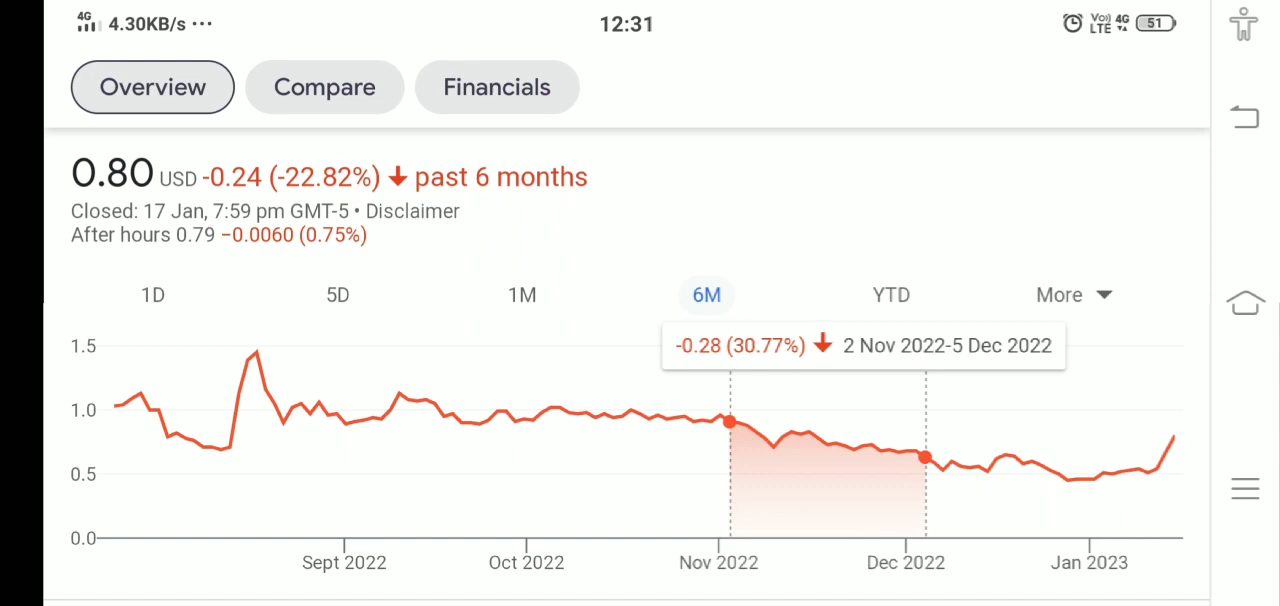 4G 4.30KB/s ··· 12:31 Vo)) LTE 4G 51
Overview Compare Financials
0.80 USD -0.24 (-22.82%) ↓ past 6 months
Closed: 17 Jan, 7:59 pm GMT-5 • Disclaimer
After hours 0.79 −0.0060 (0.75%)
1D 5D 1M 6M YTD More
-0.28 (30.77%) ↓ 2 Nov 2022-5 Dec 2022
1.5
1.0
0.5
0.0
Sept 2022 Oct 2022 Nov 2022 Dec 2022 Jan 2023